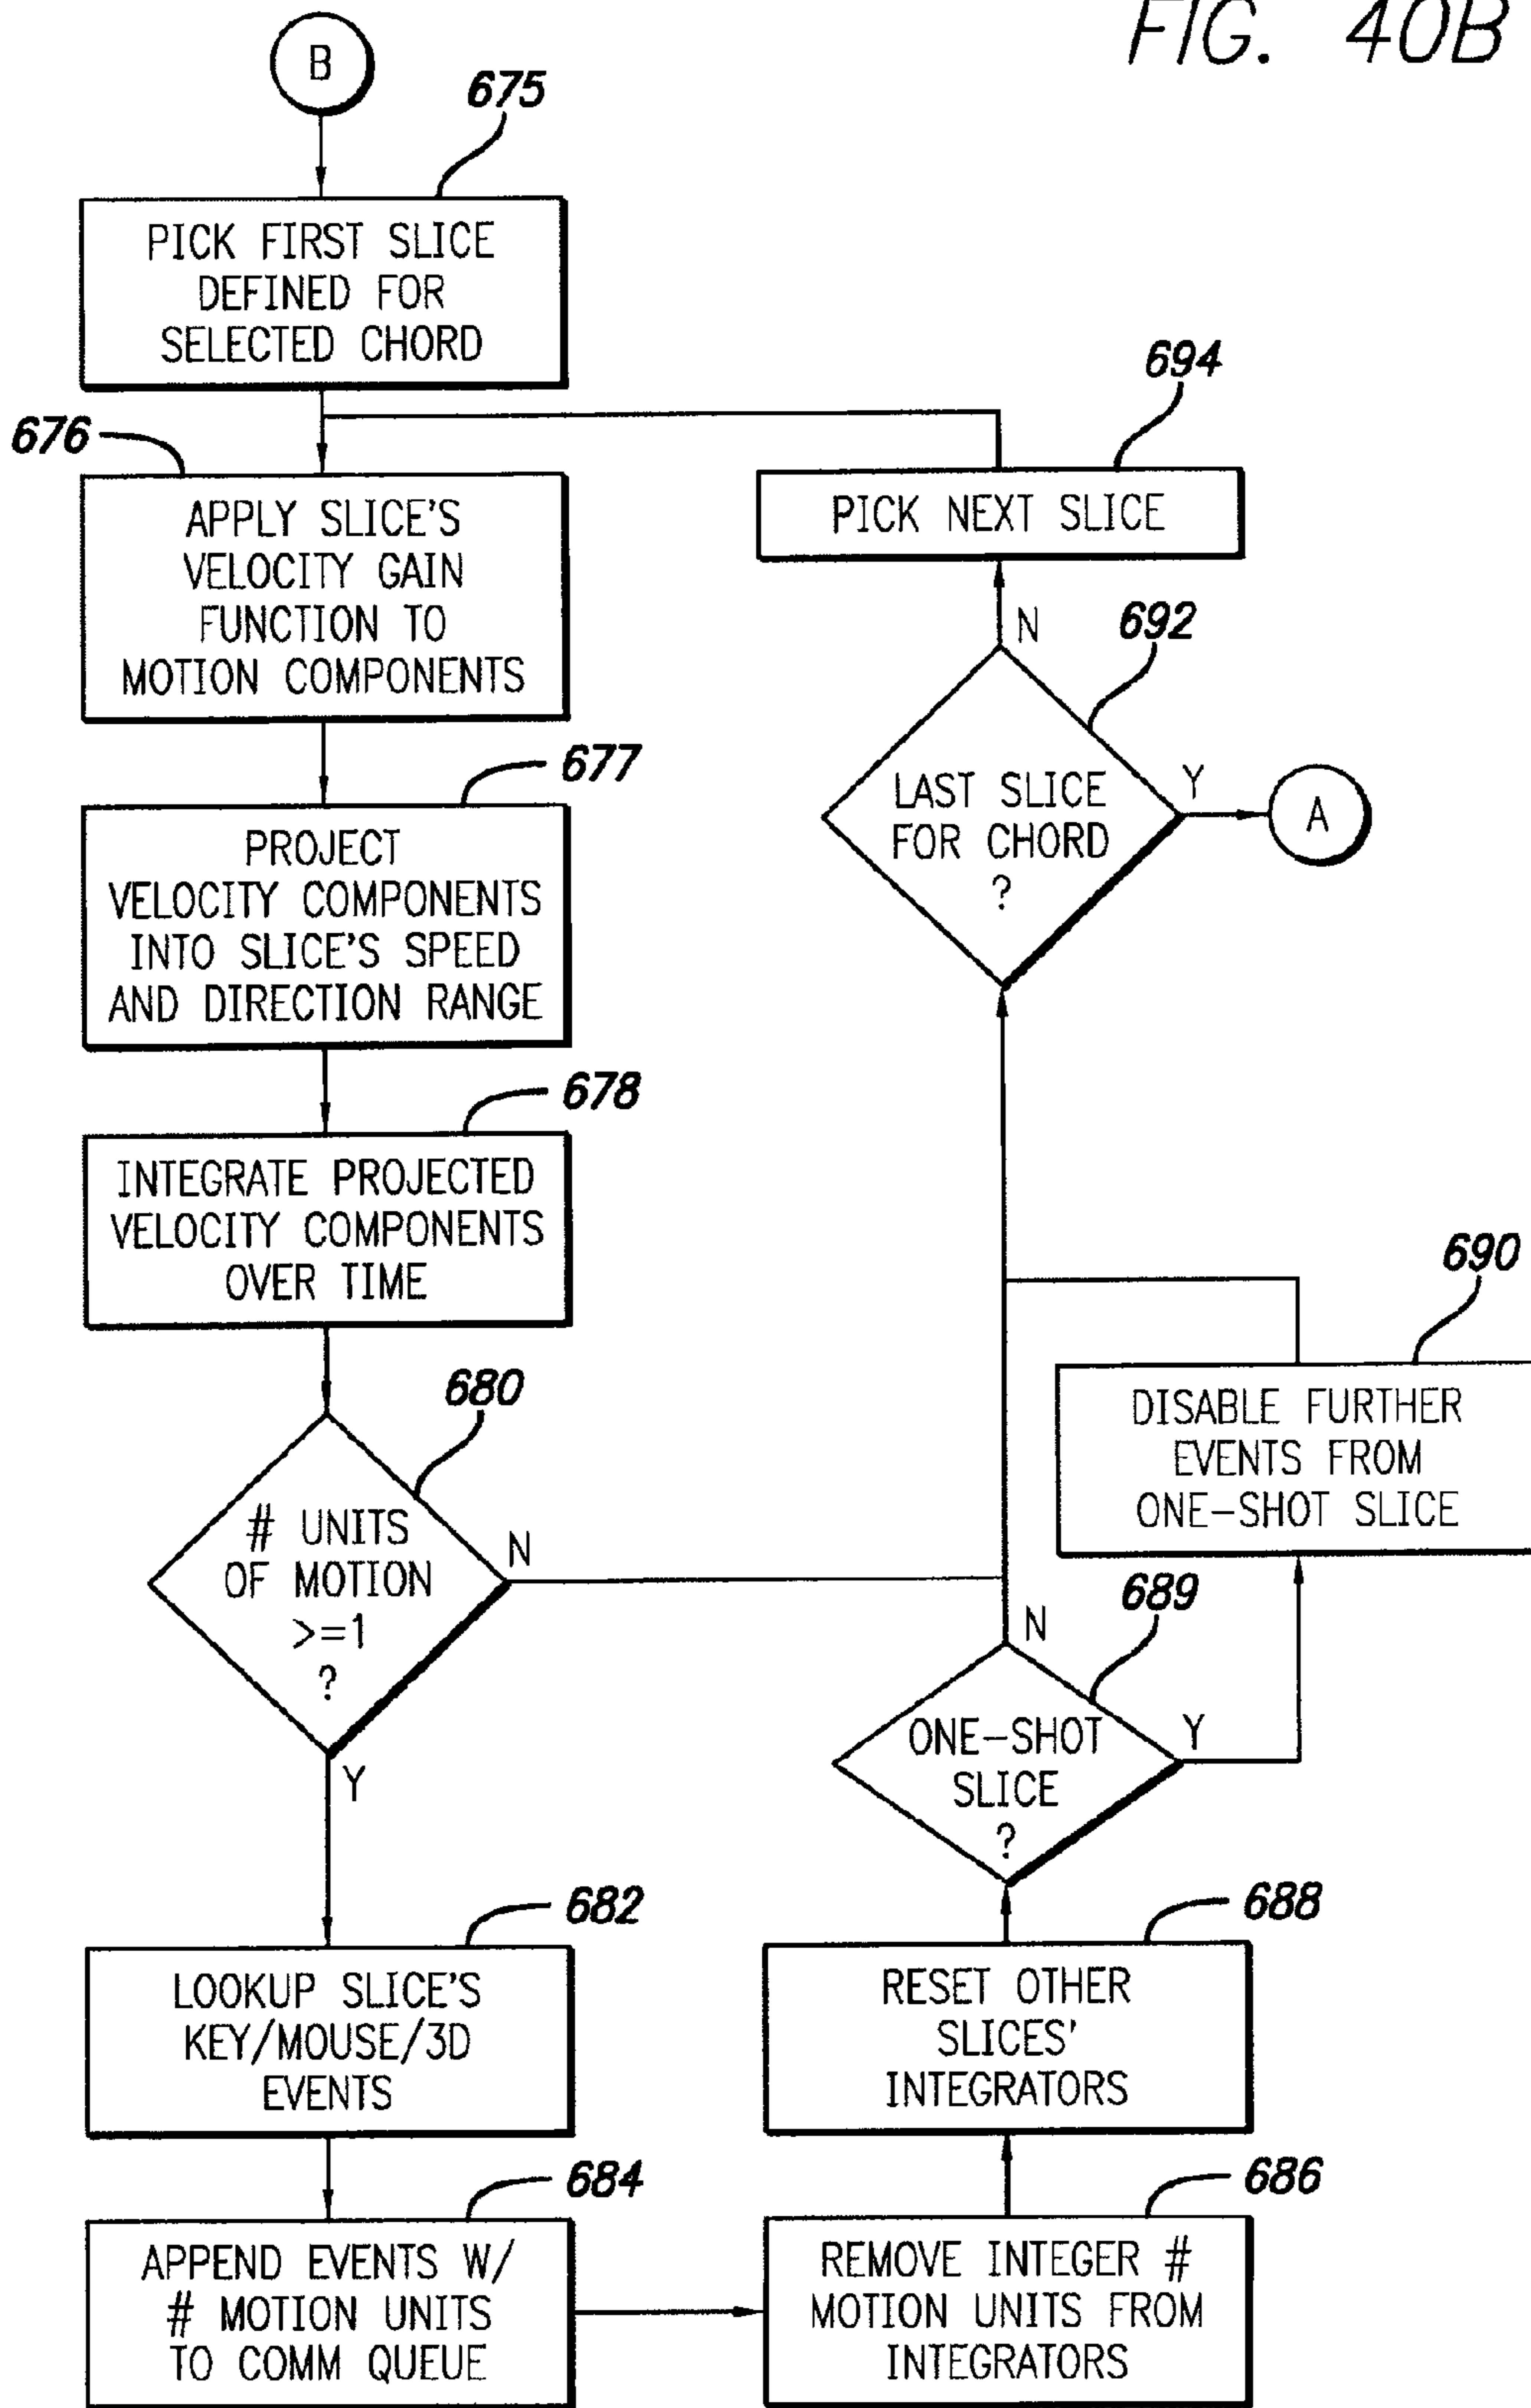 FIG. 40B
B
675
PICK FIRST SLICE
DEFINED FOR
SELECTED CHORD
676
APPLY SLICE'S
VELOCITY GAIN
FUNCTION TO
MOTION COMPONENTS
677
PROJECT
VELOCITY COMPONENTS
INTO SLICE'S SPEED
AND DIRECTION RANGE
678
INTEGRATE PROJECTED
VELOCITY COMPONENTS
OVER TIME
680
# UNITS
OF MOTION
>=1
?
N
Y
682
LOOKUP SLICE'S
KEY/MOUSE/3D
EVENTS
684
APPEND EVENTS W/
# MOTION UNITS
TO COMM QUEUE
686
REMOVE INTEGER #
MOTION UNITS FROM
INTEGRATORS
688
RESET OTHER
SLICES'
INTEGRATORS
689
ONE-SHOT
SLICE
?
N
Y
690
DISABLE FURTHER
EVENTS FROM
ONE-SHOT SLICE
692
LAST SLICE
FOR CHORD
?
N
Y
A
694
PICK NEXT SLICE